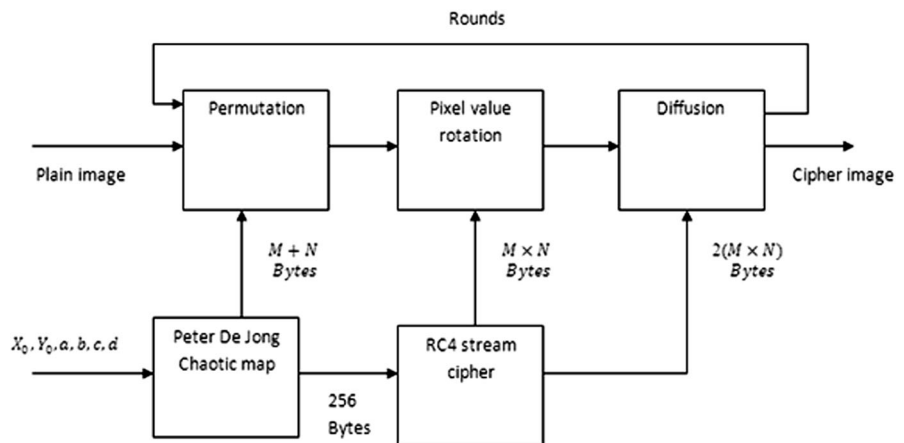 Rounds
Permutation
Pixel value
rotation
Diffusion
Plain image
Cipher image
M + N
Bytes
M × N
Bytes
2(M × N)
Bytes
X₀, Y₀, a, b, c, d
Peter De Jong
Chaotic map
RC4 stream
cipher
256
Bytes